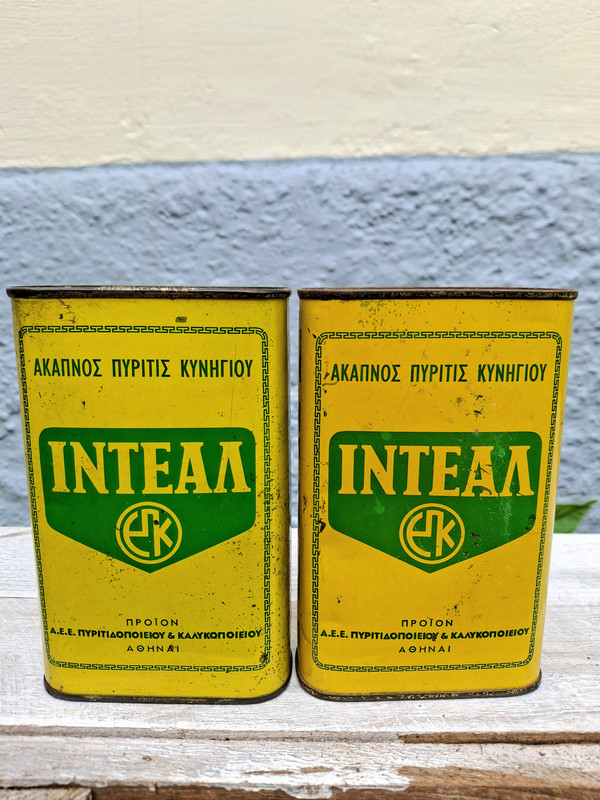 ΑΚΑΠΝΟΣ ΠΥΡΙΤΙΣ ΚΥΝΗΓΙΟΥ
ΙΝΤΕΑΛ
ΕΠΚ
ΠΡΟΪΟΝ
Α.Ε.Ε. ΠΥΡΙΤΙΔΟΠΟΙΕΙΟΥ & ΚΑΛΥΚΟΠΟΙΕΙΟΥ
ΑΘΗΝΑΙ
ΑΚΑΠΝΟΣ ΠΥΡΙΤΙΣ ΚΥΝΗΓΙΟΥ
ΙΝΤΕΑΛ
ΕΠΚ
ΠΡΟΪΟΝ
Α.Ε.Ε. ΠΥΡΙΤΙΔΟΠΟΙΕΙΟΥ & ΚΑΛΥΚΟΠΟΙΕΙΟΥ
ΑΘΗΝΑΙ